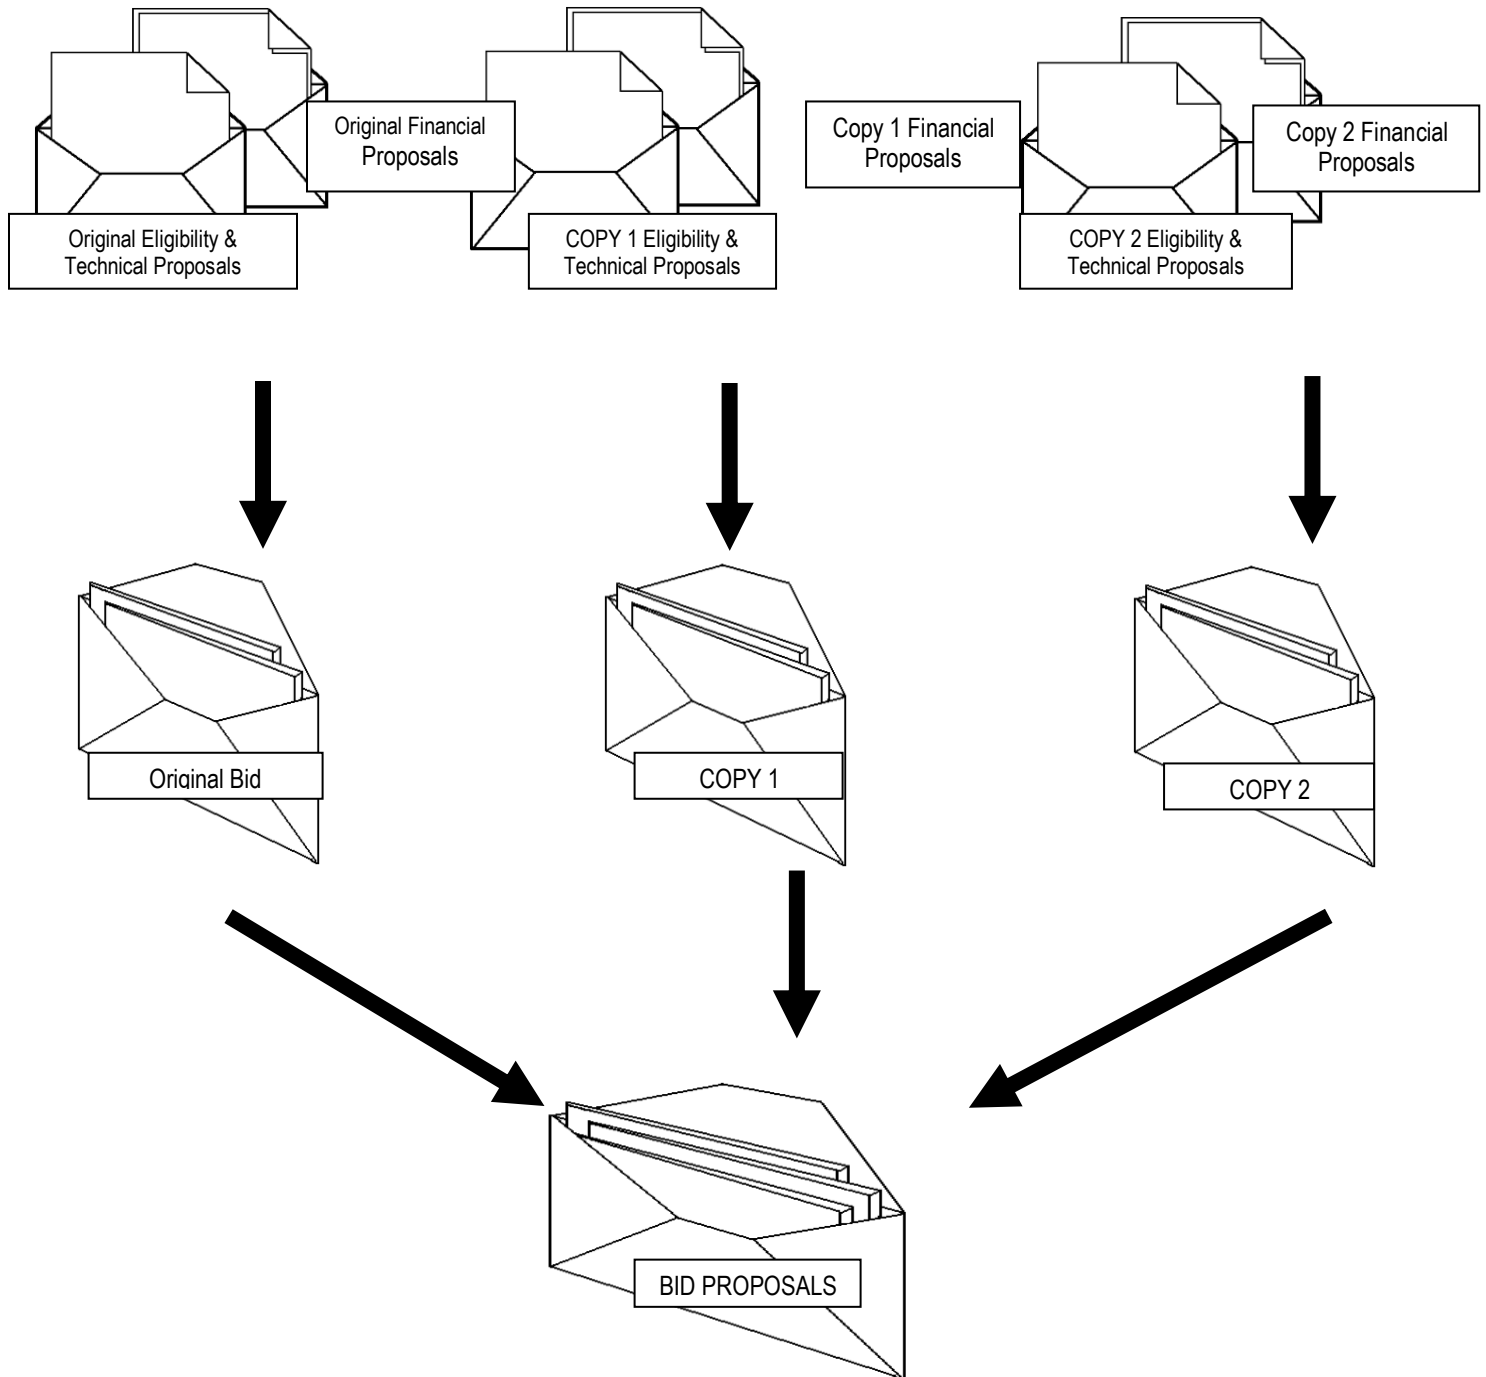 Original Financial
Proposals
Copy 1 Financial
Proposals
Copy 2 Financial
Proposals
Original Eligibility &
Technical Proposals
COPY 1 Eligibility &
Technical Proposals
COPY 2 Eligibility &
Technical Proposals
Original Bid
COPY 1
COPY 2
BID PROPOSALS